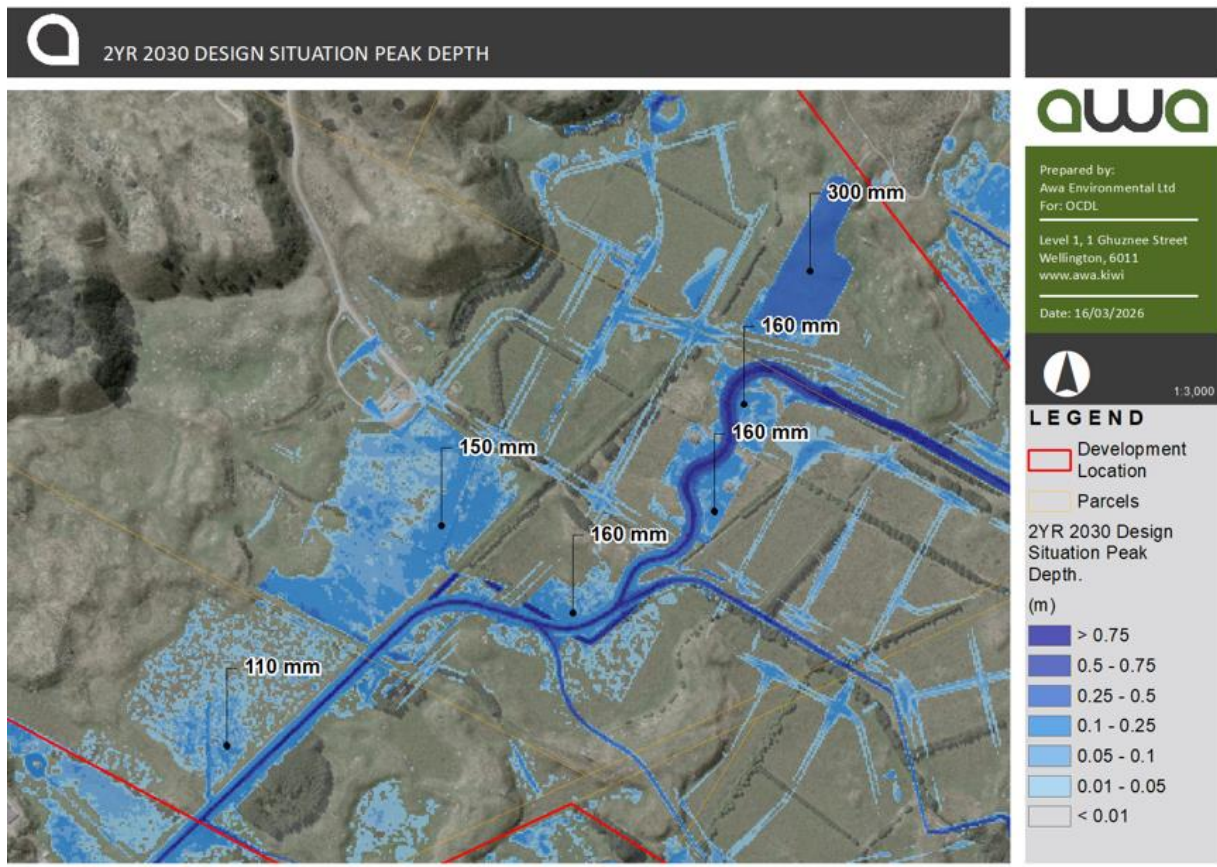 2YR 2030 DESIGN SITUATION PEAK DEPTH
300 mm
160 mm
160 mm
150 mm
160 mm
110 mm
awa
Prepared by:
Awa Environmental Ltd
For: OCDL
Level 1, 1 Ghuznee Street
Wellington, 6011
www.awa.kiwi
Date: 16/03/2026
1:3,000
LEGEND
Development
Location
Parcels
2YR 2030 Design
Situation Peak
Depth.
(m)
> 0.75
0.5 - 0.75
0.25 - 0.5
0.1 - 0.25
0.05 - 0.1
0.01 - 0.05
< 0.01